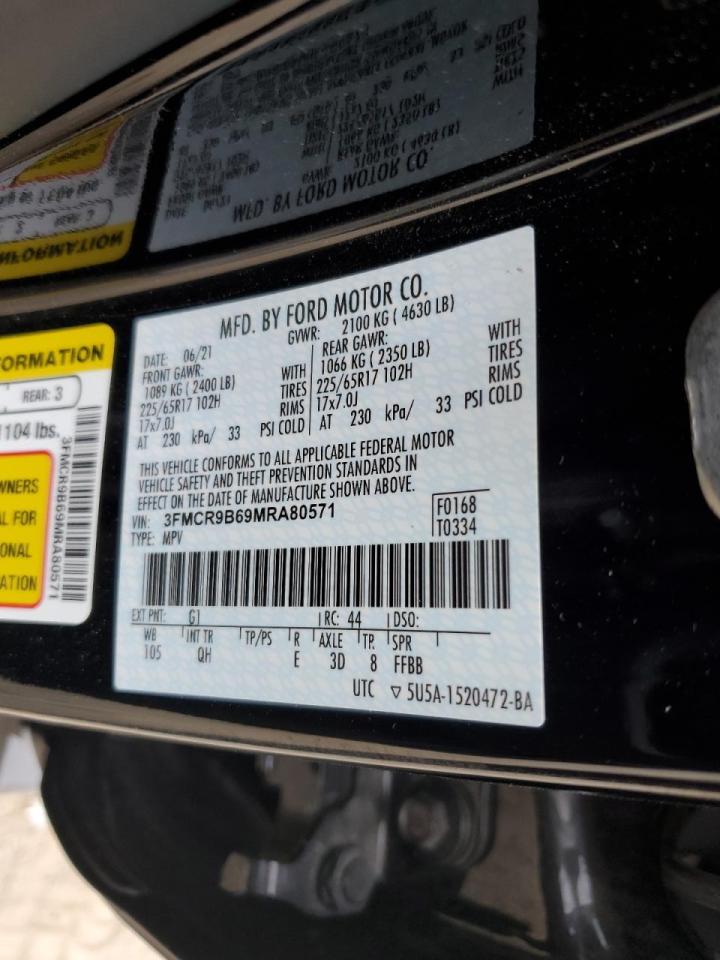 MFD. BY FORD MOTOR CO.
DATE: 06/21 GVWR: 2100 KG ( 4630 LB)
FRONT GAWR: REAR GAWR:
1089 KG ( 2400 LB) WITH 1066 KG ( 2350 LB) WITH
225/65R17 102H TIRES 225/65R17 102H TIRES
17x7.0J RIMS 17x7.0J RIMS
AT 230 kPa/ 33 PSI COLD AT 230 kPa/ 33 PSI COLD
THIS VEHICLE CONFORMS TO ALL APPLICABLE FEDERAL MOTOR
VEHICLE SAFETY AND THEFT PREVENTION STANDARDS IN
EFFECT ON THE DATE OF MANUFACTURE SHOWN ABOVE.
VIN: 3FMCR9B69MRA80571 F0168
TYPE: MPV T0334
EXT PNT: G1 RC: 44 DSO:
WB INT TR TP/PS R AXLE TR SPR
105 QH E 3D 8 FFBB
UTC ▽ 5U5A-1520472-BA
FORMATION
REAR: 3
1104 lbs.
3FMCR9B69MRA80571
WNERS
AL FOR
ONAL
ATION